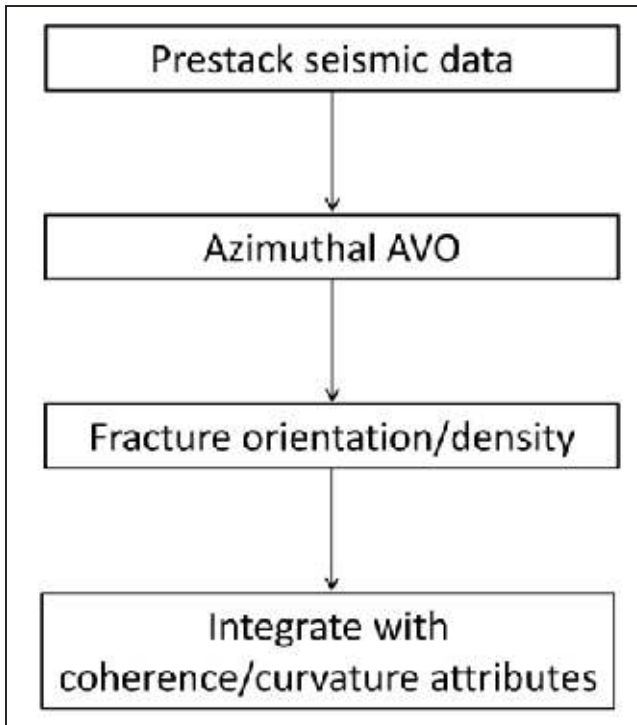 Prestack seismic data
Azimuthal AVO
Fracture orientation/density
Integrate with
coherence/curvature attributes